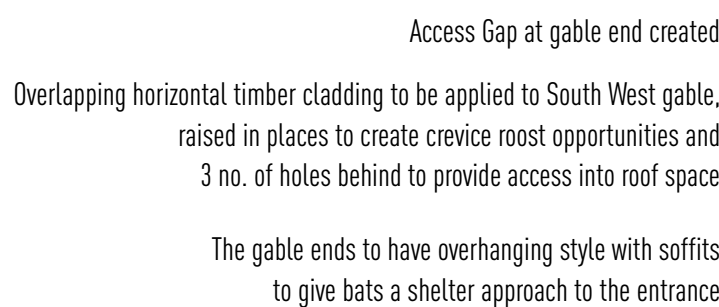 Access Gap at gable end created
Overlapping horizontal timber cladding to be applied to South West gable,
raised in places to create crevice roost opportunities and
3 no. of holes behind to provide access into roof space
The gable ends to have overhanging style with soffits
to give bats a shelter approach to the entrance